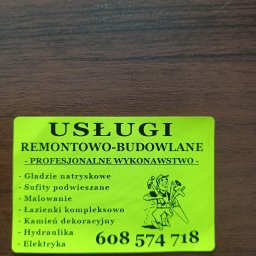 USŁUGI
REMONTOWO-BUDOWLANE
- PROFESJONALNE WYKONAWSTWO -
- Gładzie natryskowe
- Sufity podwieszane
- Malowanie
- Łazienki kompleksowo
- Kamień dekoracyjny
- Hydraulika
- Elektryka
608 574 718